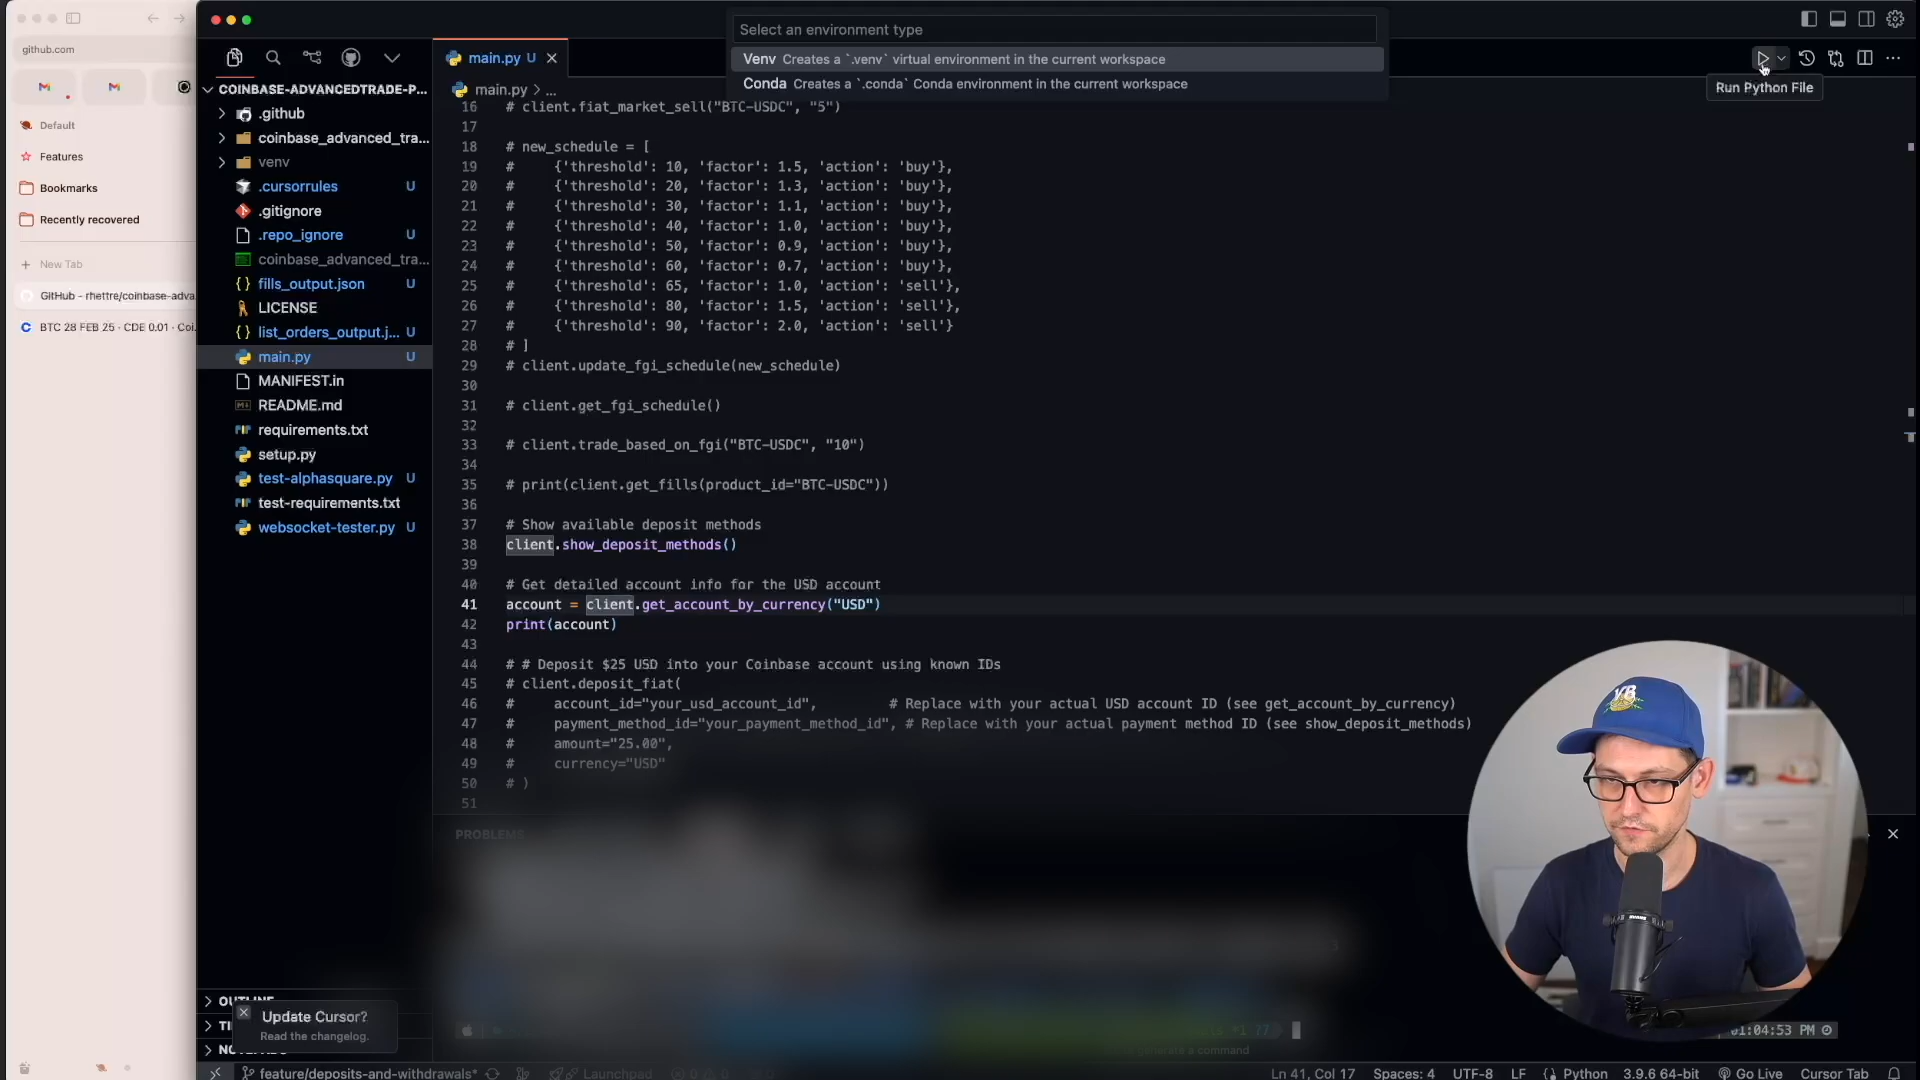 github.com
Default
Features
Bookmarks
Recently recovered
+ New Tab
GitHub - rhettre/coinbase-adva
BTC 28 FEB 25 - CDE 0.01 - Coi.
COINBASE-ADVANCEDTRADE-P...
.github
coinbase_advanced_tra...
venv
.cursorrules U
.gitignore
.repo_ignore U
coinbase_advanced_tra...
fills_output.json U
LICENSE
list_orders_output.j... U
main.py U
MANIFEST.in
README.md
requirements.txt
setup.py
test-alphasquare.py U
test-requirements.txt
websocket-tester.py U
OUTLINE
Update Cursor?
Read the changelog.
main.py U
Select an environment type
Venv Creates a `.venv` virtual environment in the current workspace
Conda Creates a `.conda` Conda environment in the current workspace
Run Python File
main.py > ...
16 # client.fiat_market_sell("BTC-USDC", "5")
17
18 # new_schedule = [
19 # {'threshold': 10, 'factor': 1.5, 'action': 'buy'},
20 # {'threshold': 20, 'factor': 1.3, 'action': 'buy'},
21 # {'threshold': 30, 'factor': 1.1, 'action': 'buy'},
22 # {'threshold': 40, 'factor': 1.0, 'action': 'buy'},
23 # {'threshold': 50, 'factor': 0.9, 'action': 'buy'},
24 # {'threshold': 60, 'factor': 0.7, 'action': 'buy'},
25 # {'threshold': 65, 'factor': 1.0, 'action': 'sell'},
26 # {'threshold': 80, 'factor': 1.5, 'action': 'sell'},
27 # {'threshold': 90, 'factor': 2.0, 'action': 'sell'}
28 # ]
29 # client.update_fgi_schedule(new_schedule)
30
31 # client.get_fgi_schedule()
32
33 # client.trade_based_on_fgi("BTC-USDC", "10")
34
35 # print(client.get_fills(product_id="BTC-USDC"))
36
37 # Show available deposit methods
38 client.show_deposit_methods()
39
40 # Get detailed account info for the USD account
41 account = client.get_account_by_currency("USD")
42 print(account)
43
44 # # Deposit $25 USD into your Coinbase account using known IDs
45 # client.deposit_fiat(
46 # account_id="your_usd_account_id", # Replace with your actual USD account ID (see get_account_by_currency)
47 # payment_method_id="your_payment_method_id", # Replace with your actual payment method ID (see show_deposit_methods)
48 # amount="25.00",
49 # currency="USD"
50 # )
51
PROBLEMS
01:04:53 PM
generate a command
feature/deposits-and-withdrawals* Launchpad
Ln 41, Col 17 Spaces: 4 UTF-8 LF Python 3.9.6 64-bit Go Live Cursor Tab